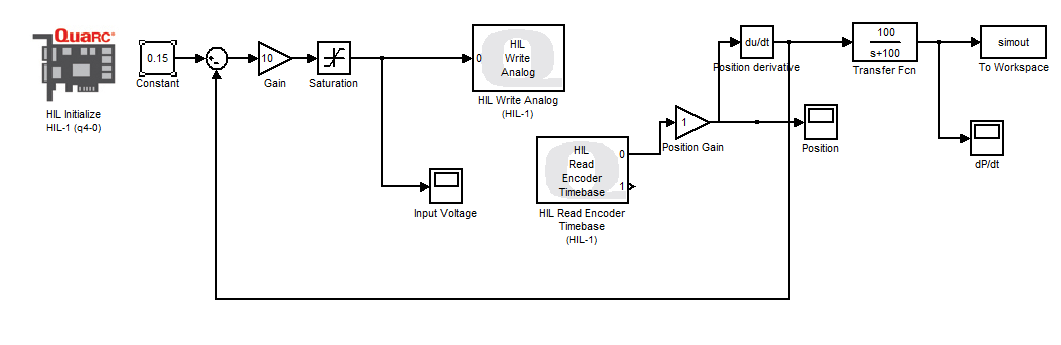 QUARC
HIL Initialize
HIL-1 (q4-0)
0.15
Constant
10
Gain
Saturation
0
HIL
Write
Analog
HIL Write Analog
(HIL-1)
Input Voltage
HIL
Read
Encoder
Timebase
0
1
HIL Read Encoder
Timebase
(HIL-1)
1
Position Gain
du/dt
Position derivative
Position
100
s+100
Transfer Fcn
simout
To Workspace
dP/dt